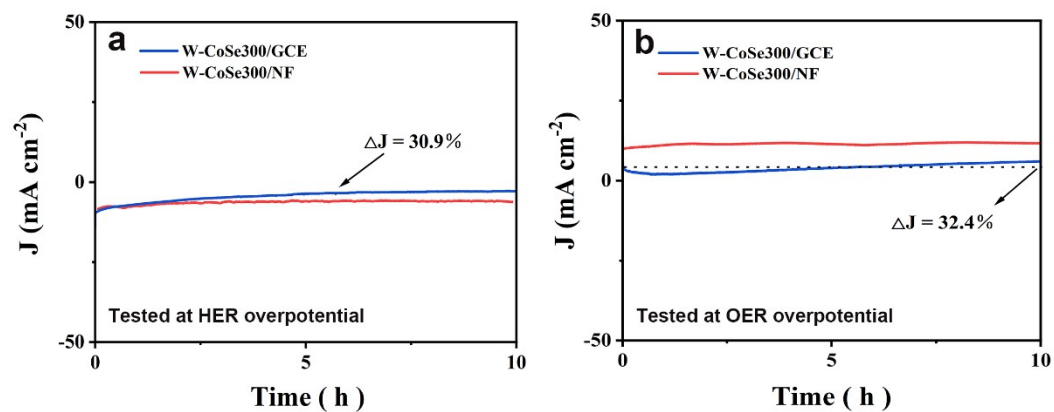 a
W-CoSe300/GCE
W-CoSe300/NF
△J = 30.9%
Tested at HER overpotential
J (mA cm-2)
50
0
-50
0
5
10
Time ( h )
b
W-CoSe300/GCE
W-CoSe300/NF
△J = 32.4%
Tested at OER overpotential
J (mA cm-2)
50
0
-50
0
5
10
Time ( h )